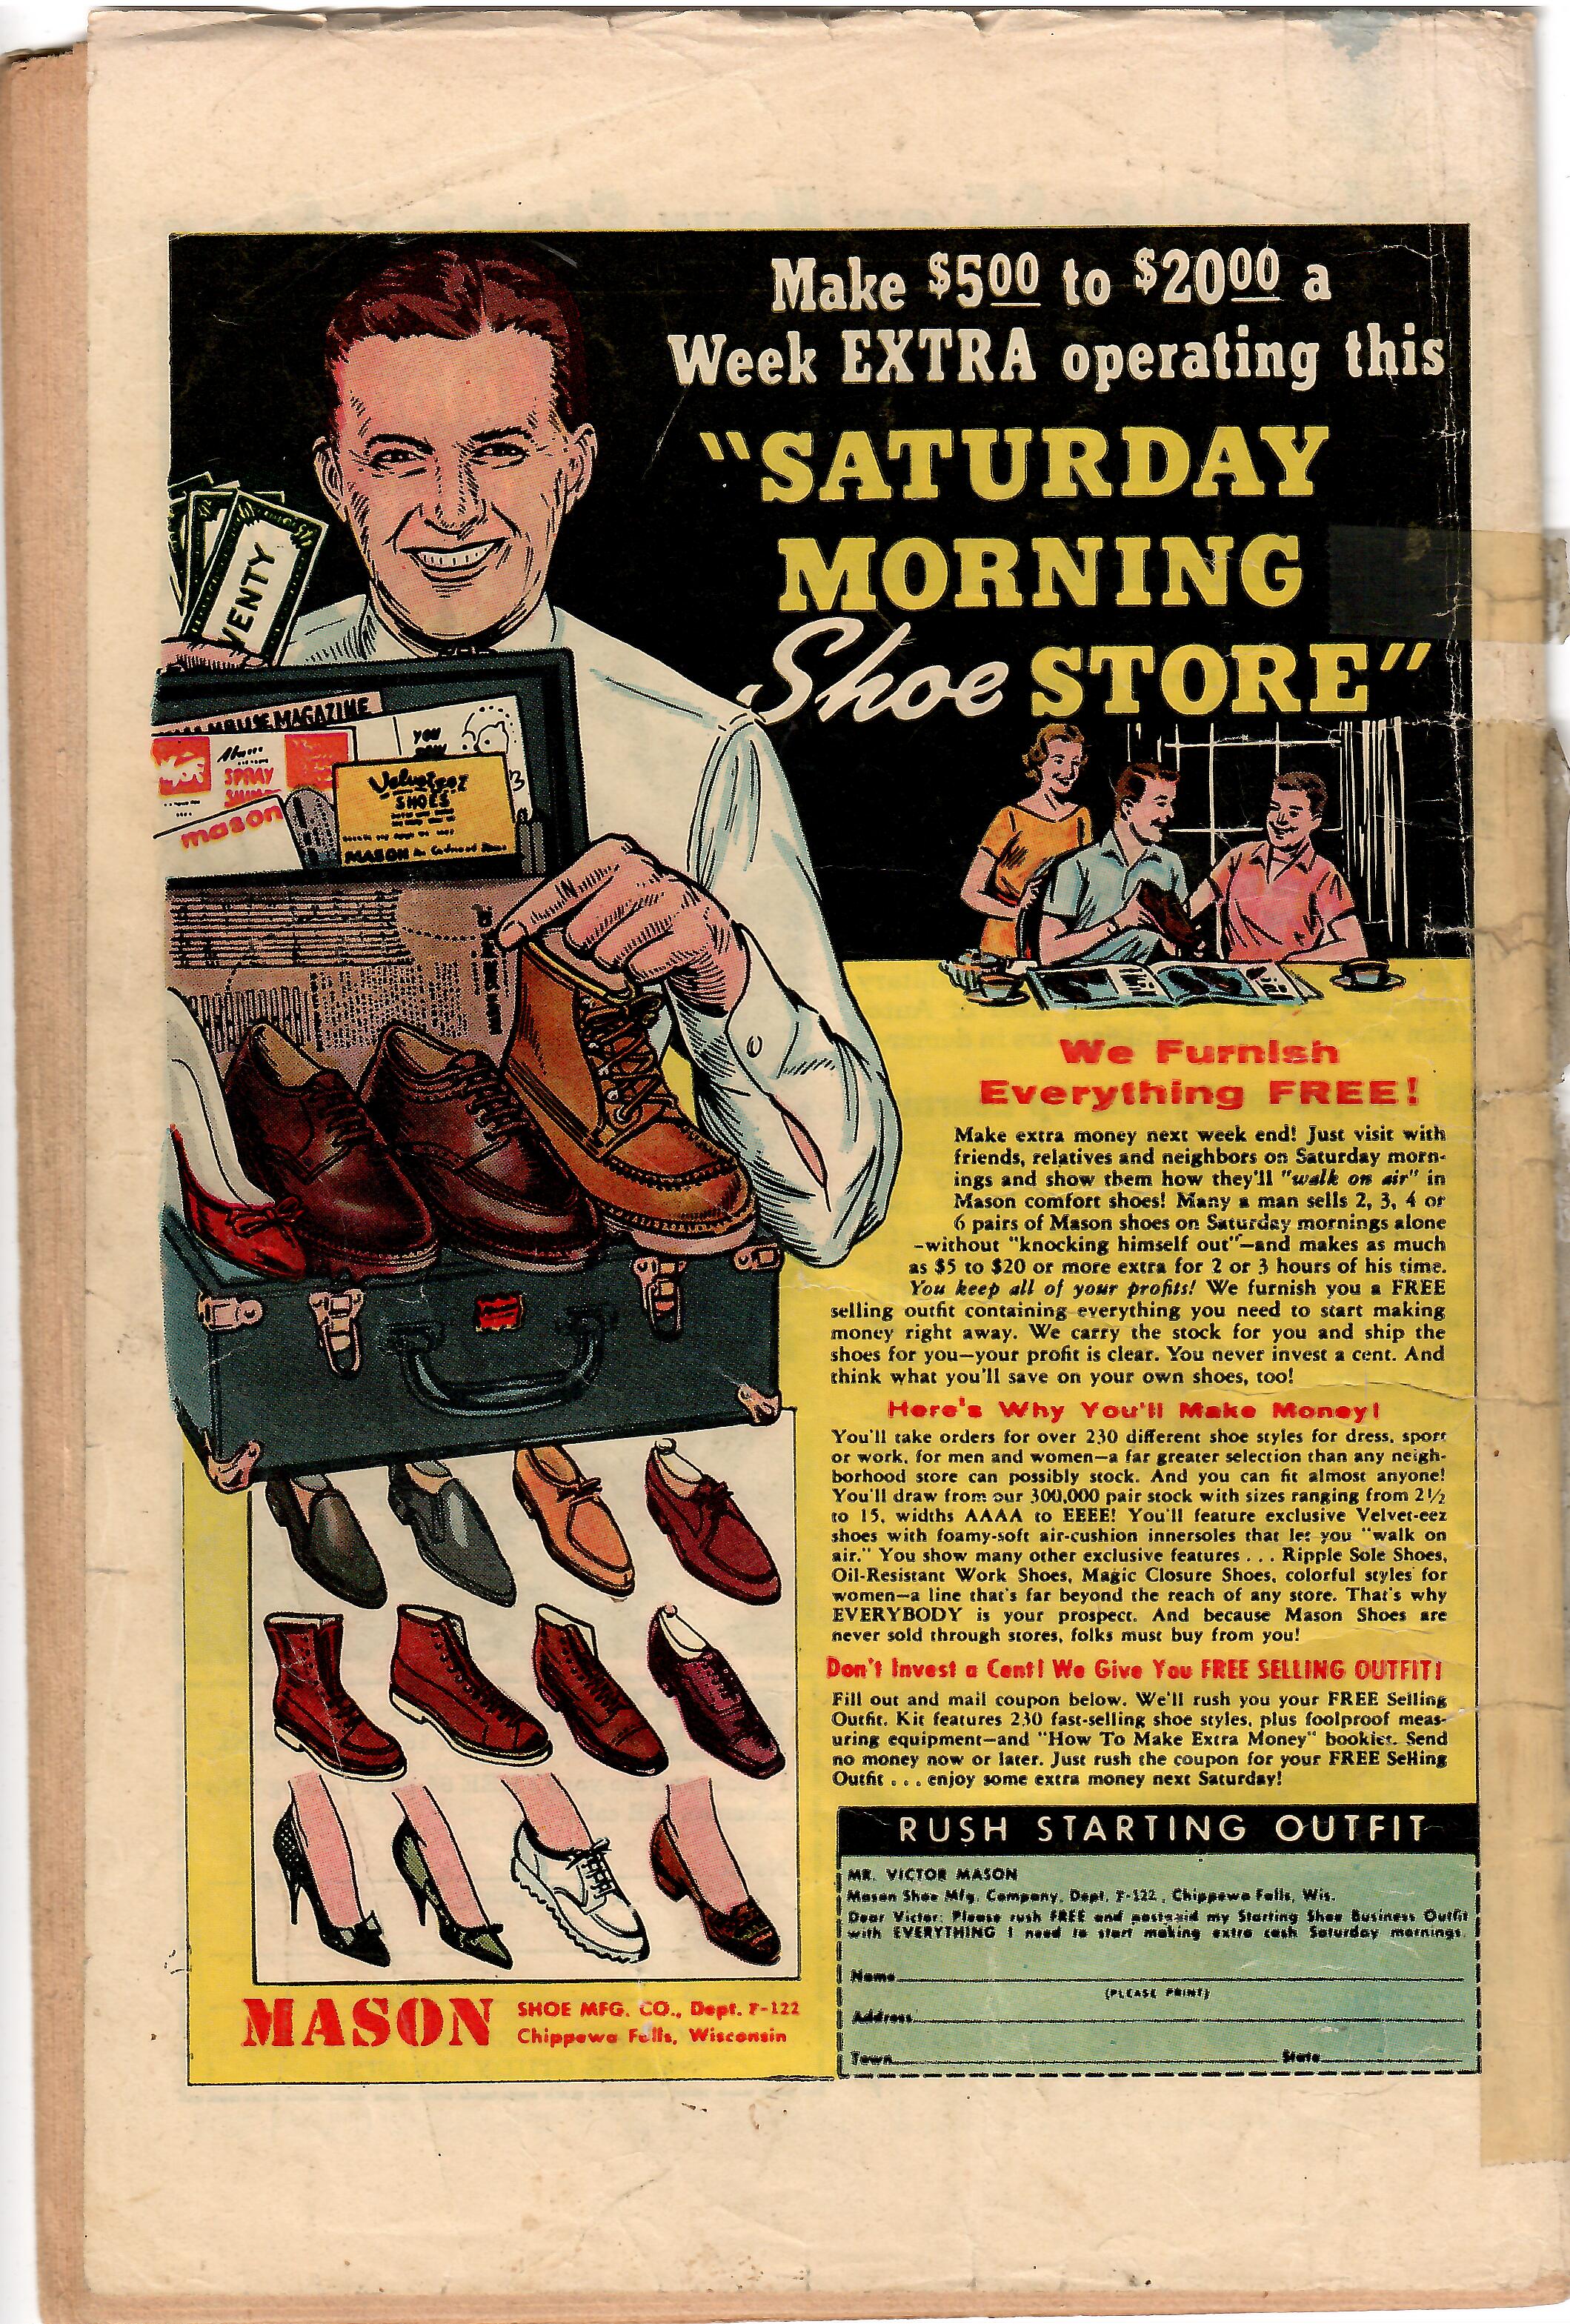 Make $5.00 to $20.00 a
Week EXTRA operating this
"SATURDAY
MORNING
Shoe STORE"
VENTY
MAGAZINE
YOU
SPRAY
mason
Velveteez
SHOES
MASON
We Furnish
Everything FREE!
Make extra money next week end! Just visit with
friends, relatives and neighbors on Saturday morn-
ings and show them how they'll "walk on air" in
Mason comfort shoes! Many a man sells 2, 3, 4 or
6 pairs of Mason shoes on Saturday mornings alone
-without "knocking himself out"—and makes as much
as $5 to $20 or more extra for 2 or 3 hours of his time.
You keep all of your profits! We furnish you a FREE
selling outfit containing everything you need to start making
money right away. We carry the stock for you and ship the
shoes for you—your profit is clear. You never invest a cent. And
think what you'll save on your own shoes, too!
Here's Why You'll Make Money!
You'll take orders for over 230 different shoe styles for dress, sport
or work, for men and women—a far greater selection than any neigh-
borhood store can possibly stock. And you can fit almost anyone!
You'll draw from our 300,000 pair stock with sizes ranging from 2½
to 15, widths AAAA to EEEE! You'll feature exclusive Velvet-eez
shoes with foamy-soft air-cushion innersoles that let you "walk on
air." You show many other exclusive features . . . Ripple Sole Shoes,
Oil-Resistant Work Shoes, Magic Closure Shoes, colorful styles for
women—a line that's far beyond the reach of any store. That's why
EVERYBODY is your prospect. And because Mason Shoes are
never sold through stores, folks must buy from you!
Don't Invest a Cent! We Give You FREE SELLING OUTFIT!
Fill out and mail coupon below. We'll rush you your FREE Selling
Outfit. Kit features 230 fast-selling shoe styles, plus foolproof meas-
uring equipment—and "How To Make Extra Money" booklet. Send
no money now or later. Just rush the coupon for your FREE Selling
Outfit . . . enjoy some extra money next Saturday!
MASON SHOE MFG. CO., Dept. F-122
Chippewa Falls, Wisconsin
RUSH STARTING OUTFIT
MR. VICTOR MASON
Mason Shoe Mfg. Company, Dept. F-122, Chippewa Falls, Wis.
Dear Victor: Please rush FREE and postpaid my Starting Shoe Business Outfit
with EVERYTHING I need to start making extra cash Saturday mornings.
Name
(PLEASE PRINT)
Address
Town State